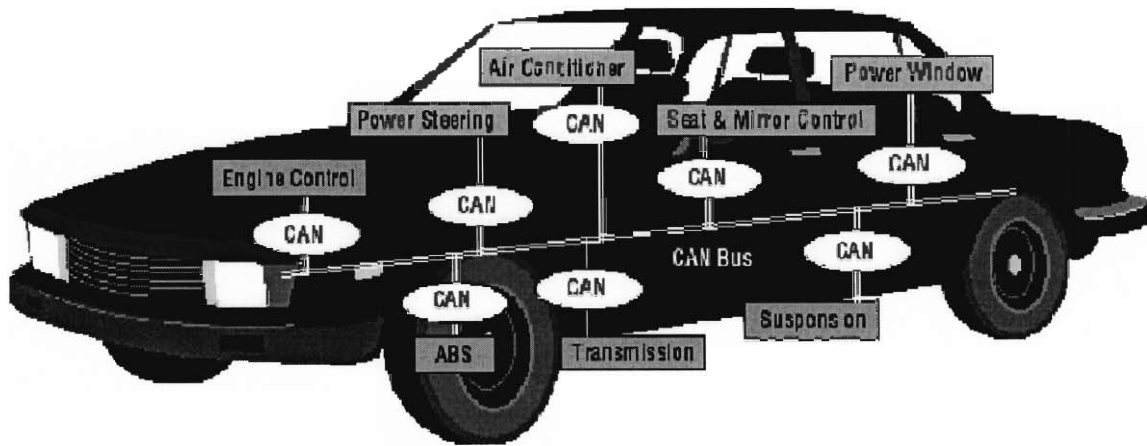 Air Conditioner
Power Window
Power Steering
CAN
Seat & Mirror Control
Engine Control
CAN
CAN
CAN
CAN
CAN
CAN Bus
CAN
CAN
Suspension
ABS
Transmission